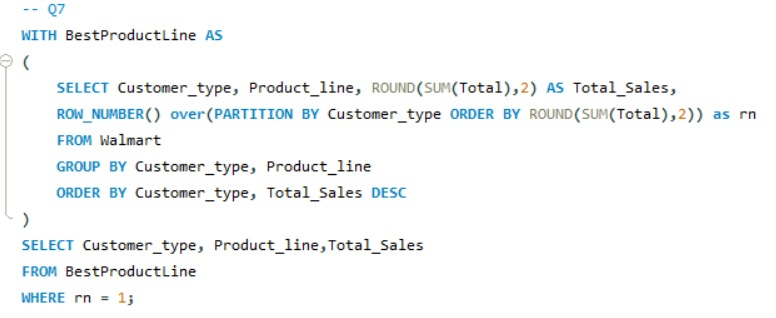 -- Q7
WITH BestProductLine AS
(
SELECT Customer_type, Product_line, ROUND(SUM(Total),2) AS Total_Sales,
ROW_NUMBER() over(PARTITION BY Customer_type ORDER BY ROUND(SUM(Total),2)) as rn
FROM Walmart
GROUP BY Customer_type, Product_line
ORDER BY Customer_type, Total_Sales DESC
)
SELECT Customer_type, Product_line,Total_Sales
FROM BestProductLine
WHERE rn = 1;